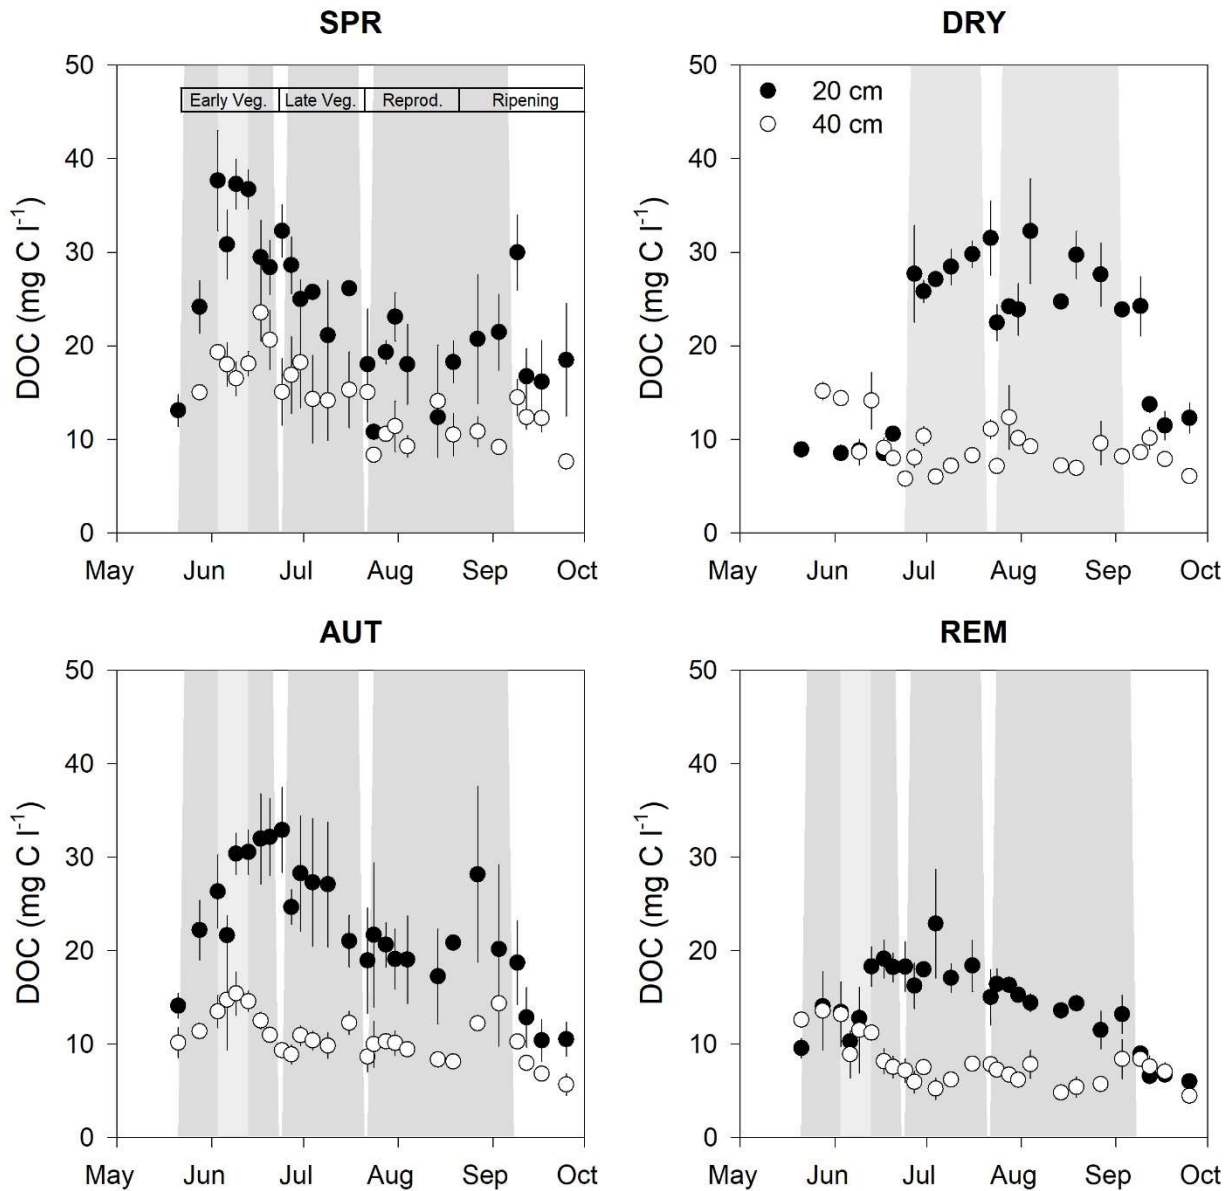 SPR
50
40
30
20
10
0
DOC (mg C l-1)
Early Veg. Late Veg. Reprod. Ripening
May Jun Jul Aug Sep Oct
DRY
50
40
30
20
10
0
DOC (mg C l-1)
20 cm
40 cm
May Jun Jul Aug Sep Oct
AUT
50
40
30
20
10
0
DOC (mg C l-1)
May Jun Jul Aug Sep Oct
REM
50
40
30
20
10
0
DOC (mg C l-1)
May Jun Jul Aug Sep Oct